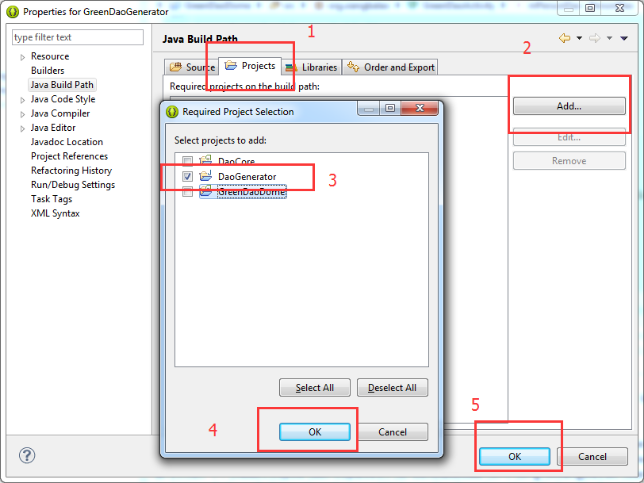 Properties for GreenDaoGenerator
1
type filter text
Resource
Builders
Java Build Path
Java Code Style
Java Compiler
Java Editor
Javadoc Location
Project References
Refactoring History
Run/Debug Settings
Task Tags
XML Syntax
Java Build Path
2
Source
Projects
Libraries
Order and Export
Required projects on the build path:
Add...
Edit...
Remove
Required Project Selection
Select projects to add:
DaoCore
DaoGenerator
3
GreenDaoDome
Select All
Deselect All
4
OK
Cancel
5
OK
Cancel